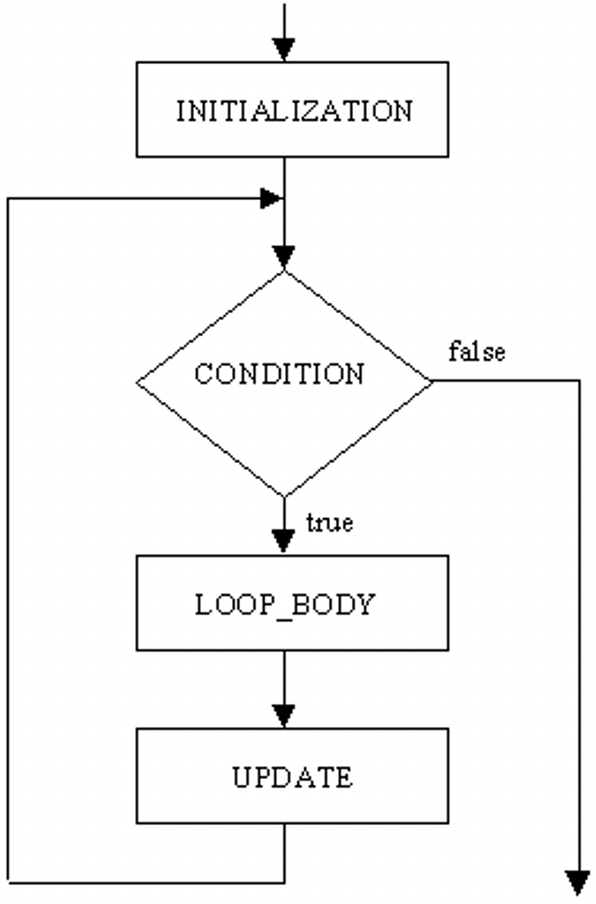 INITIALIZATION
CONDITION
false
true
LOOP_BODY
UPDATE